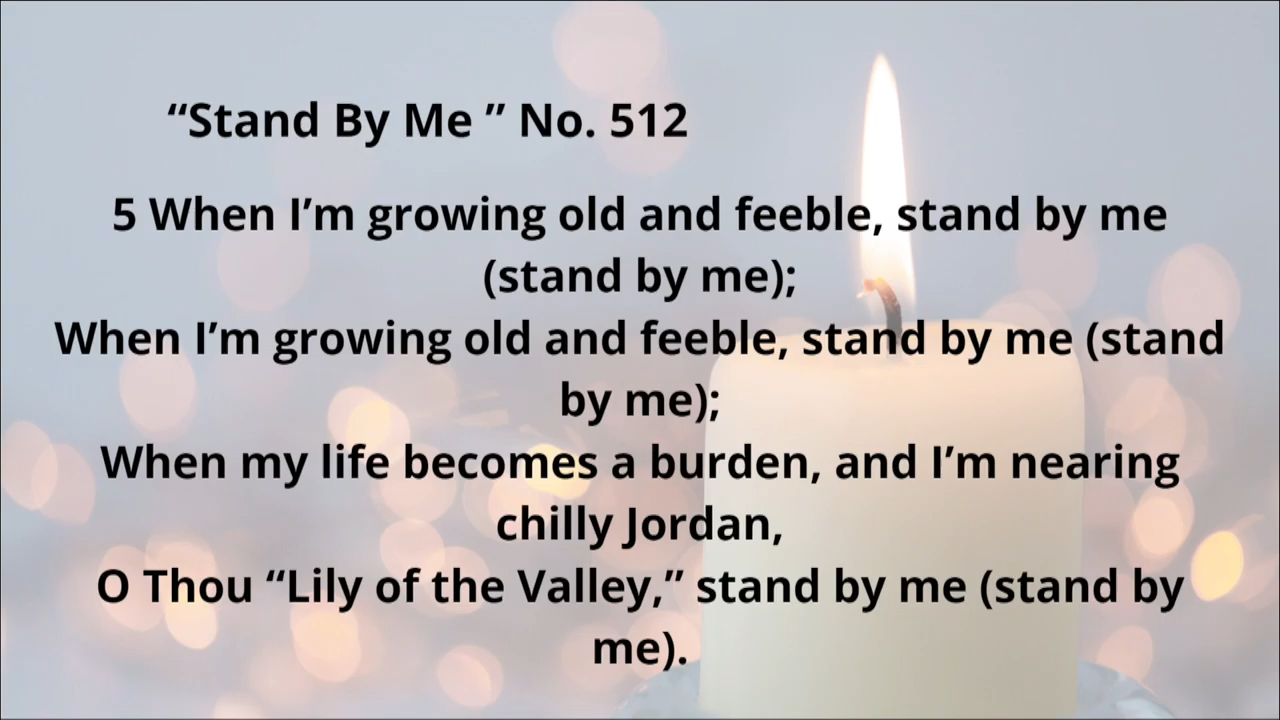 “Stand By Me ” No. 512
5 When I’m growing old and feeble, stand by me
(stand by me);
When I’m growing old and feeble, stand by me (stand
by me);
When my life becomes a burden, and I’m nearing
chilly Jordan,
O Thou “Lily of the Valley,” stand by me (stand by
me).